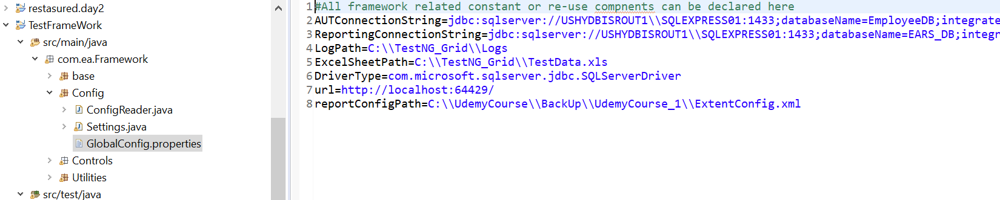 restasured.day2
TestFrameWork
src/main/java
com.ea.Framework
base
Config
ConfigReader.java
Settings.java
GlobalConfig.properties
Controls
Utilities
src/test/java
1 #All framework related constant or re-use compnents can be declared here
2 AUTConnectionString=jdbc:sqlserver://USHYDBISROUT1\\SQLEXPRESS01:1433;databaseName=EmployeeDB;integrate
3 ReportingConnectionString=jdbc:sqlserver://USHYDBISROUT1\\SQLEXPRESS01:1433;databaseName=EARS_DB;integr
4 LogPath=C:\\TestNG_Grid\\Logs
5 ExcelSheetPath=C:\\TestNG_Grid\\TestData.xls
6 DriverType=com.microsoft.sqlserver.jdbc.SQLServerDriver
7 url=http://localhost:64429/
8 reportConfigPath=C:\\UdemyCourse\\BackUp\\UdemyCourse_1\\ExtentConfig.xml